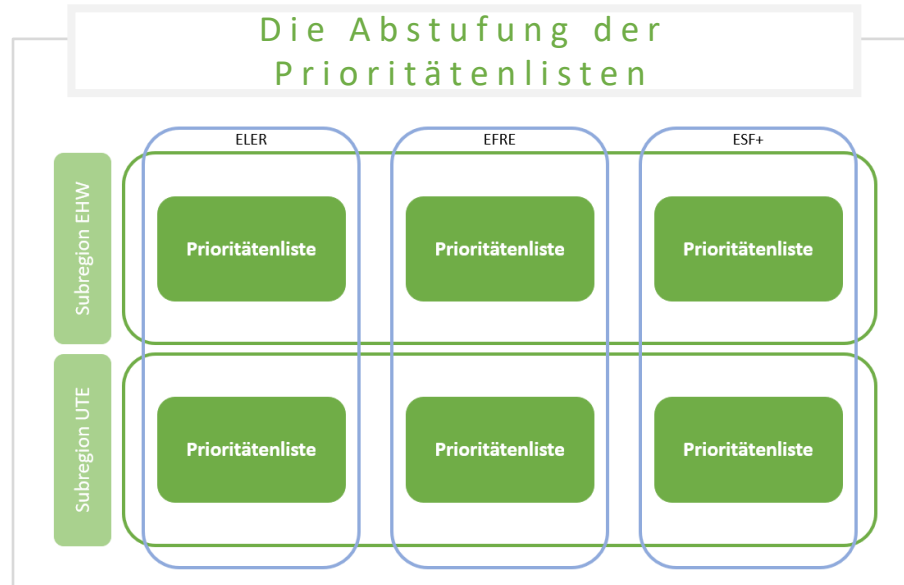 Die Abstufung der
Prioritätenlisten
ELER
EFRE
ESF+
Subregion EHW
Prioritätenliste
Prioritätenliste
Prioritätenliste
Subregion UTE
Prioritätenliste
Prioritätenliste
Prioritätenliste